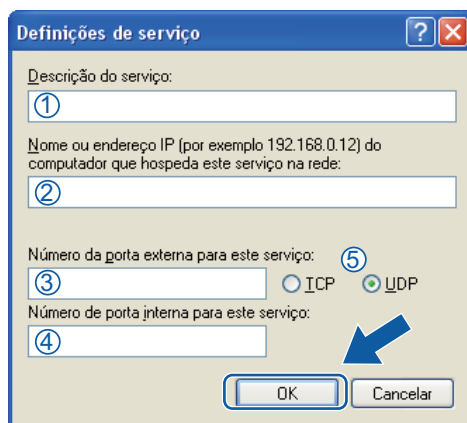 Definições de serviço
Descrição do serviço:
①
Nome ou endereço IP (por exemplo 192.168.0.12) do
computador que hospeda este serviço na rede:
②
Número da porta externa para este serviço:
⑤
③
TCP
UDP
Número de porta interna para este serviço:
④
OK
Cancelar